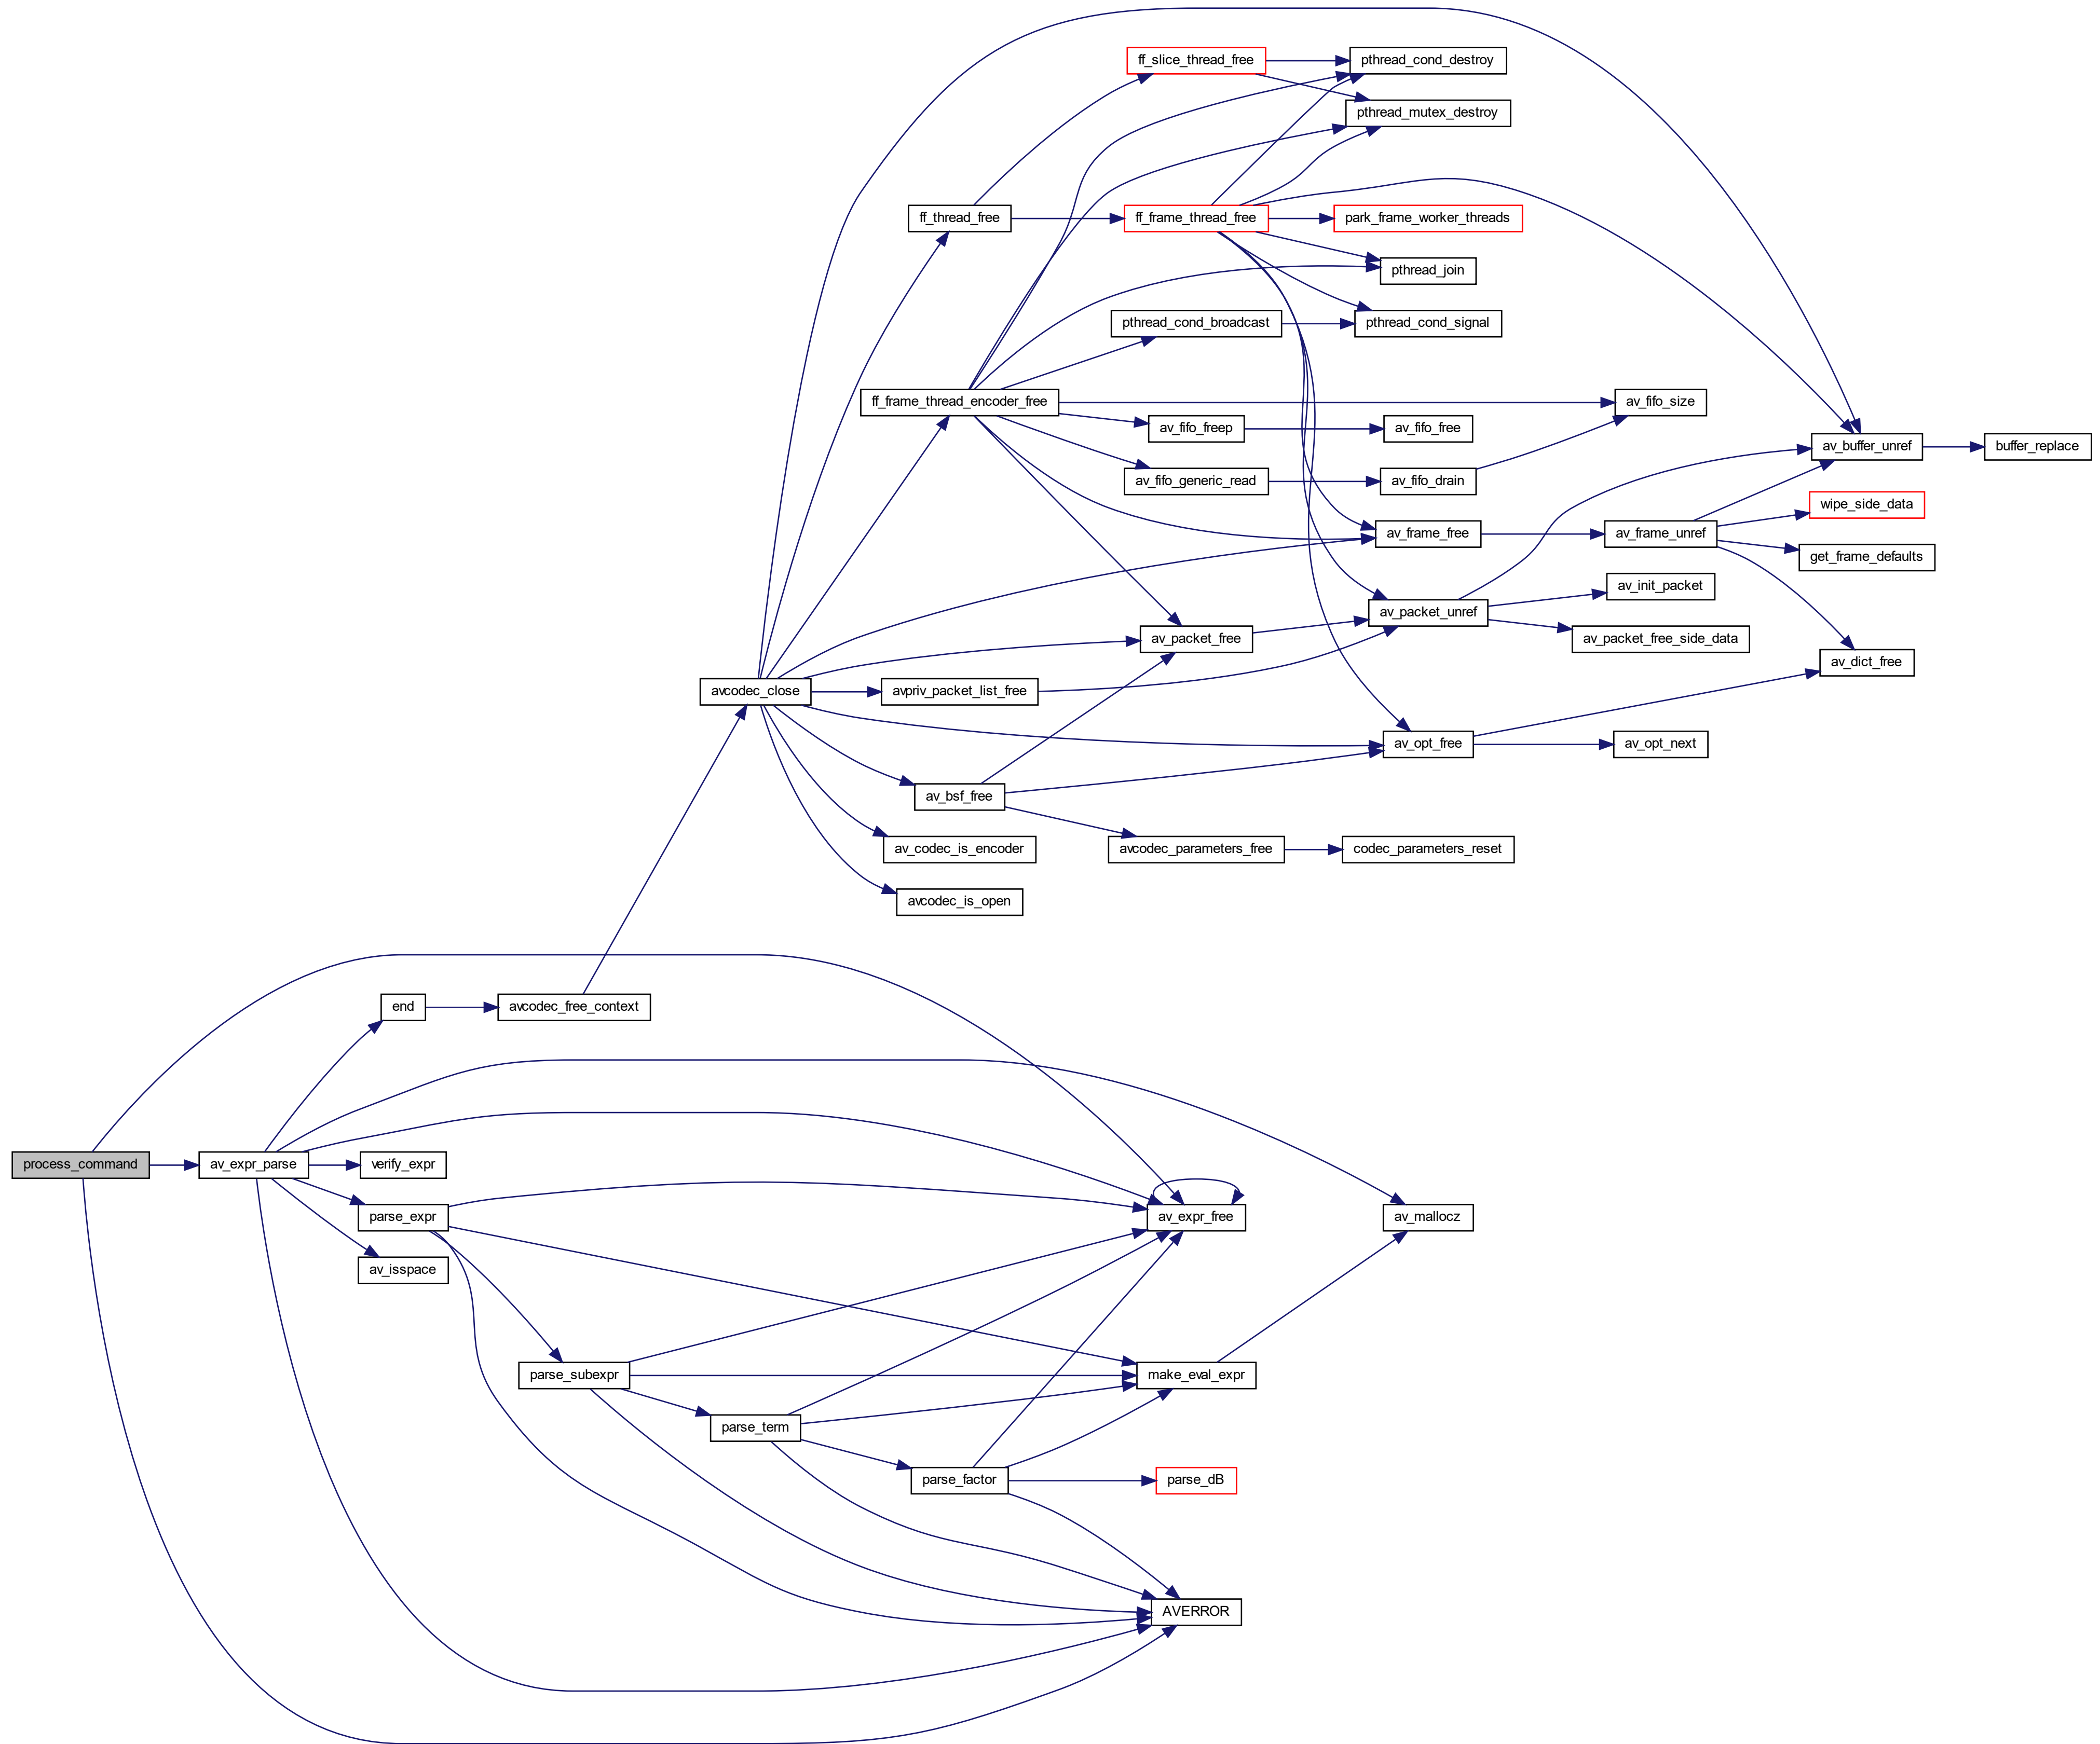 ff_slice_thread_free
pthread_cond_destroy
pthread_mutex_destroy
ff_thread_free
ff_frame_thread_free
park_frame_worker_threads
pthread_join
pthread_cond_broadcast
pthread_cond_signal
ff_frame_thread_encoder_free
av_fifo_size
av_fifo_freep
av_fifo_free
av_buffer_unref
buffer_replace
av_fifo_generic_read
av_fifo_drain
wipe_side_data
av_frame_free
av_frame_unref
get_frame_defaults
av_init_packet
av_packet_unref
av_packet_free
av_packet_free_side_data
av_dict_free
avcodec_close
avpriv_packet_list_free
av_opt_free
av_opt_next
av_bsf_free
av_codec_is_encoder
avcodec_parameters_free
codec_parameters_reset
avcodec_is_open
end
avcodec_free_context
process_command
av_expr_parse
verify_expr
parse_expr
av_expr_free
av_mallocz
av_isspace
parse_subexpr
make_eval_expr
parse_term
parse_factor
parse_dB
AVERROR